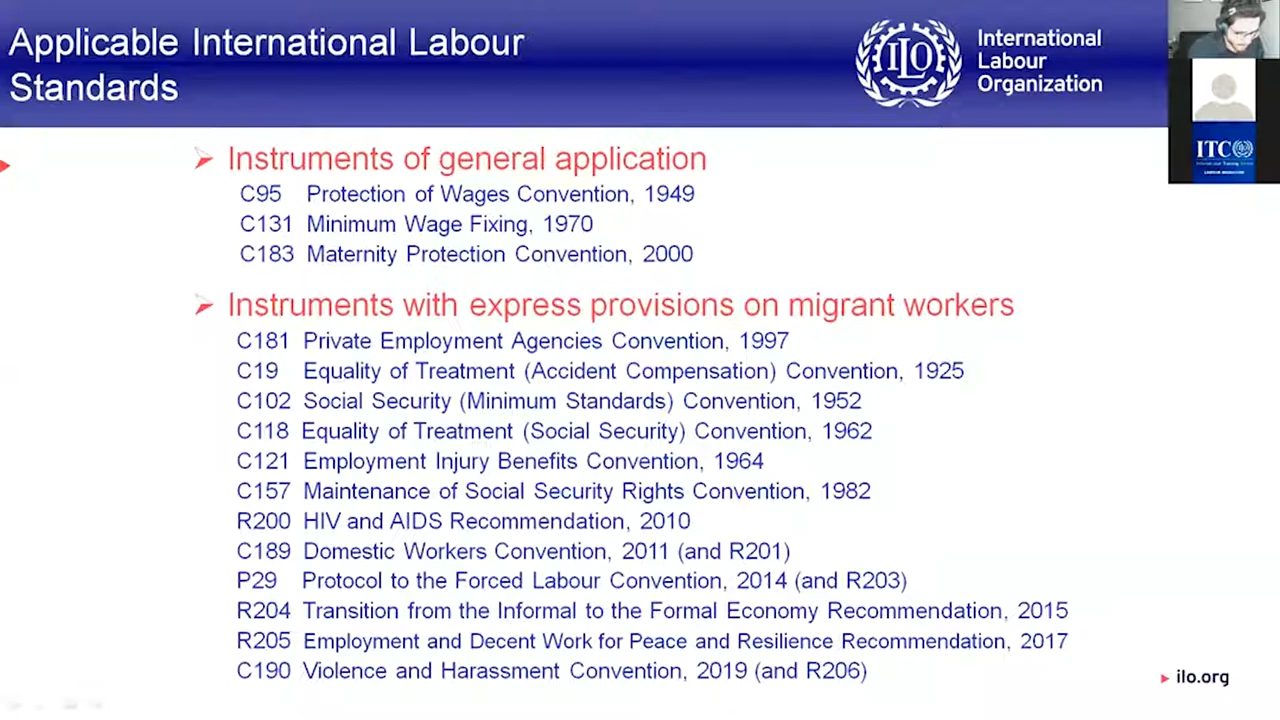 Applicable International Labour
Standards
ILO
International
Labour
Organization
ITC
Instruments of general application
C95 Protection of Wages Convention, 1949
C131 Minimum Wage Fixing, 1970
C183 Maternity Protection Convention, 2000
Instruments with express provisions on migrant workers
C181 Private Employment Agencies Convention, 1997
C19 Equality of Treatment (Accident Compensation) Convention, 1925
C102 Social Security (Minimum Standards) Convention, 1952
C118 Equality of Treatment (Social Security) Convention, 1962
C121 Employment Injury Benefits Convention, 1964
C157 Maintenance of Social Security Rights Convention, 1982
R200 HIV and AIDS Recommendation, 2010
C189 Domestic Workers Convention, 2011 (and R201)
P29 Protocol to the Forced Labour Convention, 2014 (and R203)
R204 Transition from the Informal to the Formal Economy Recommendation, 2015
R205 Employment and Decent Work for Peace and Resilience Recommendation, 2017
C190 Violence and Harassment Convention, 2019 (and R206)
ilo.org